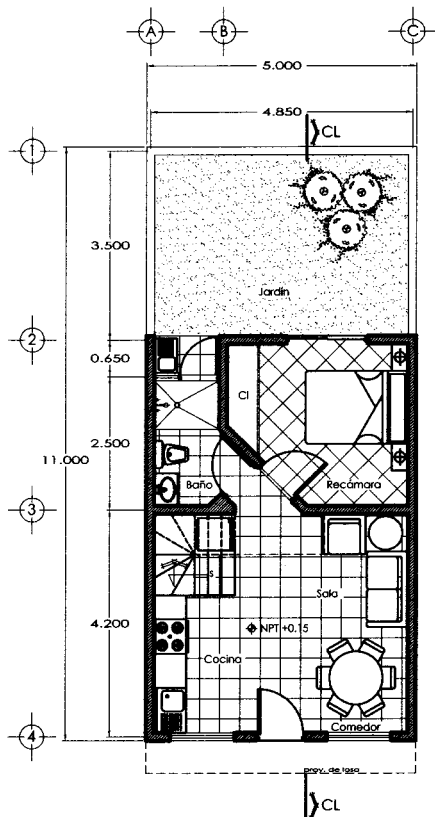 A
B
C
5.000
4.850
CL
1
3.500
Jardín
2
0.650
Cl
2.500
11.000
Baño
Recámara
3
S
Sala
4.200
NPT +0.15
Cocina
Comedor
4
proy. de losa
CL